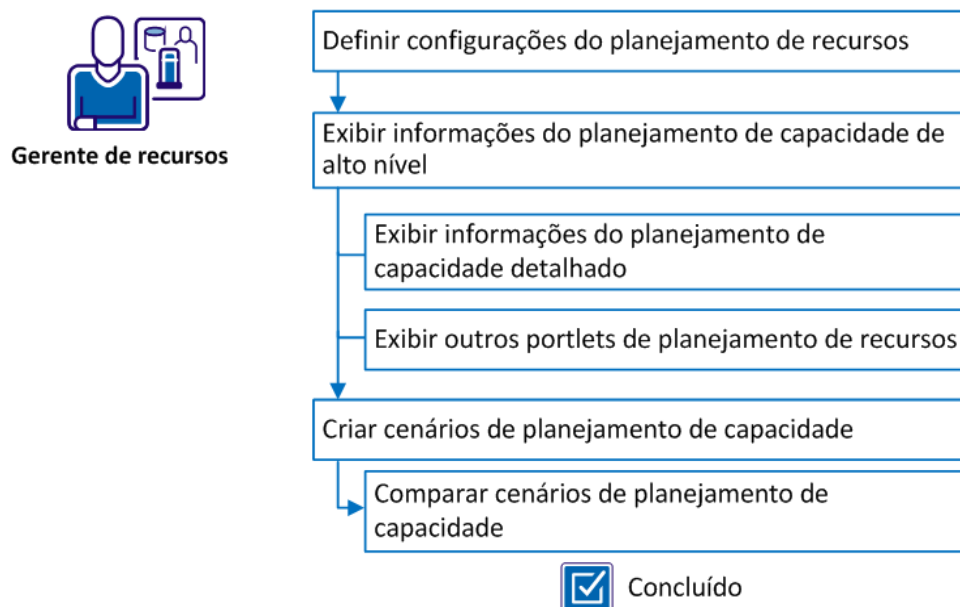 Gerente de recursos
Definir configurações do planejamento de recursos
Exibir informações do planejamento de capacidade de
alto nível
Exibir informações do planejamento de
capacidade detalhado
Exibir outros portlets de planejamento de recursos
Criar cenários de planejamento de capacidade
Comparar cenários de planejamento de
capacidade
Concluído